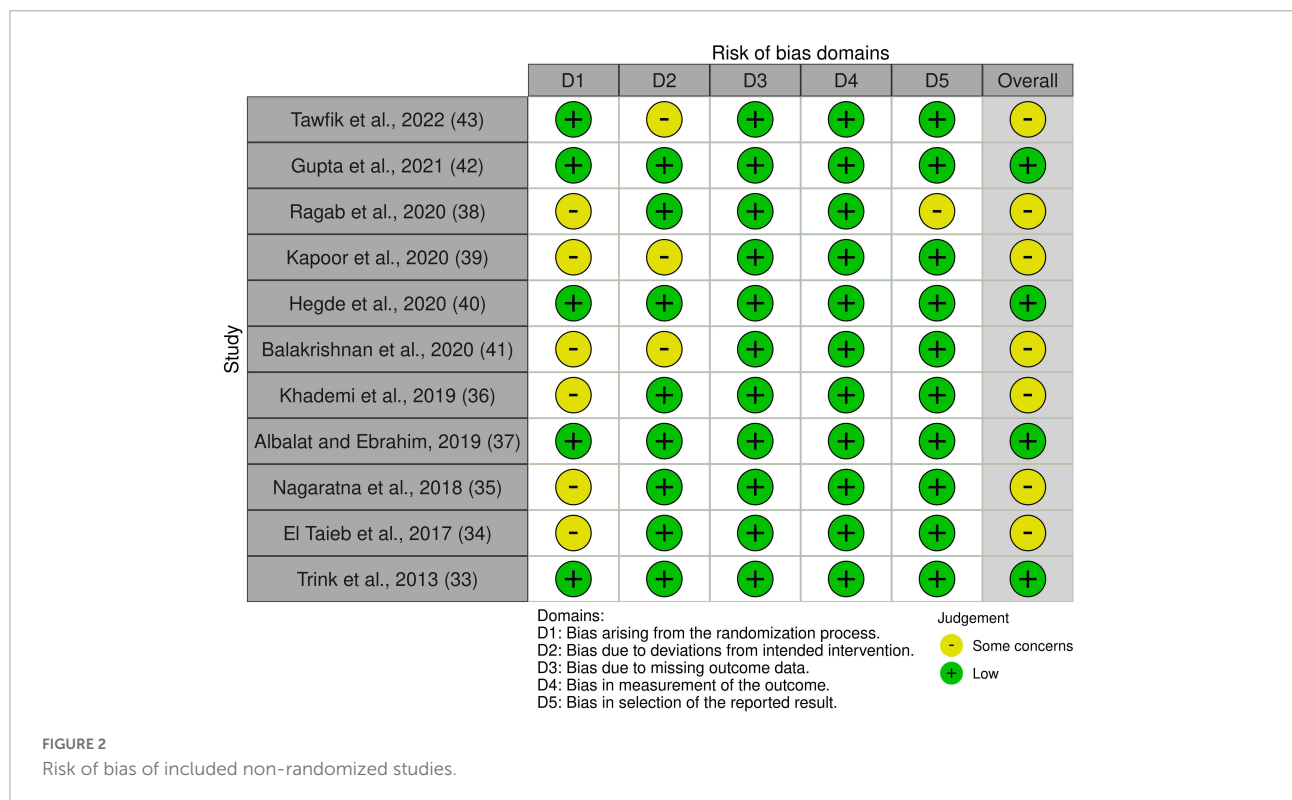 Risk of bias domains
D1 D2 D3 D4 D5 Overall
Study
Tawfik et al., 2022 (43) + - + + + -
Gupta et al., 2021 (42) + + + + + +
Ragab et al., 2020 (38) - + + + - -
Kapoor et al., 2020 (39) - - + + + -
Hegde et al., 2020 (40) + + + + + +
Balakrishnan et al., 2020 (41) - - + + + -
Khademi et al., 2019 (36) - + + + + -
Albalat and Ebrahim, 2019 (37) + + + + + +
Nagaratna et al., 2018 (35) - + + + + -
El Taieb et al., 2017 (34) - + + + + -
Trink et al., 2013 (33) + + + + + +
Domains:
D1: Bias arising from the randomization process.
D2: Bias due to deviations from intended intervention.
D3: Bias due to missing outcome data.
D4: Bias in measurement of the outcome.
D5: Bias in selection of the reported result.
Judgement
- Some concerns
+ Low
FIGURE 2
Risk of bias of included non-randomized studies.